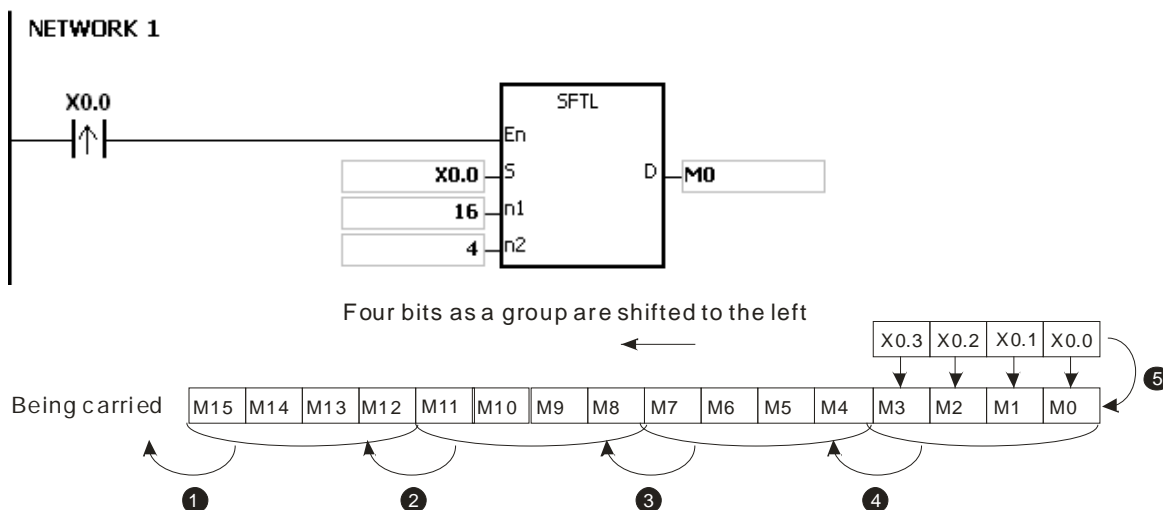 NETWORK 1
X0.0
SFTL
En
X0.0 S D M0
16 n1
4 n2
Four bits as a group are shifted to the left
X0.3 X0.2 X0.1 X0.0
5
Being carried M15 M14 M13 M12 M11 M10 M9 M8 M7 M6 M5 M4 M3 M2 M1 M0
1 2 3 4